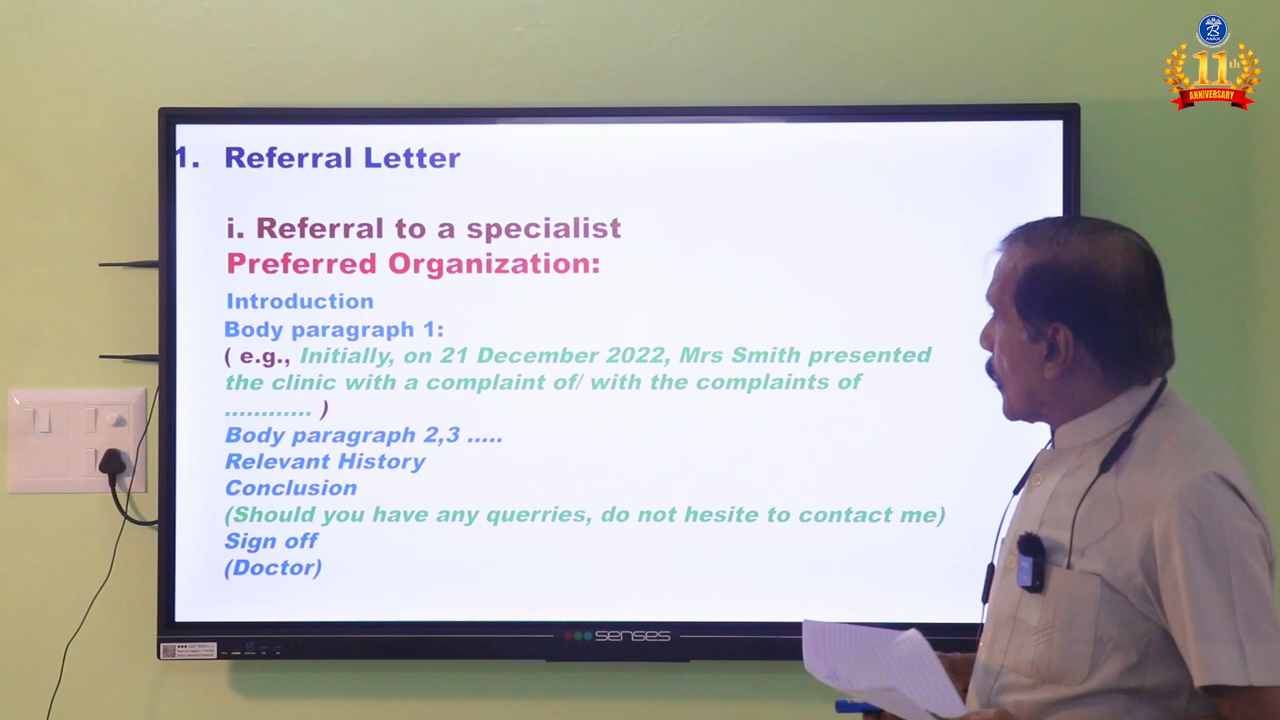 B
MAX
11th
ANNIVERSARY
1. Referral Letter
i. Referral to a specialist
Preferred Organization:
Introduction
Body paragraph 1:
( e.g., Initially, on 21 December 2022, Mrs Smith presented
the clinic with a complaint of/ with the complaints of
............ )
Body paragraph 2,3 .....
Relevant History
Conclusion
(Should you have any querries, do not hesite to contact me)
Sign off
(Doctor)
senses